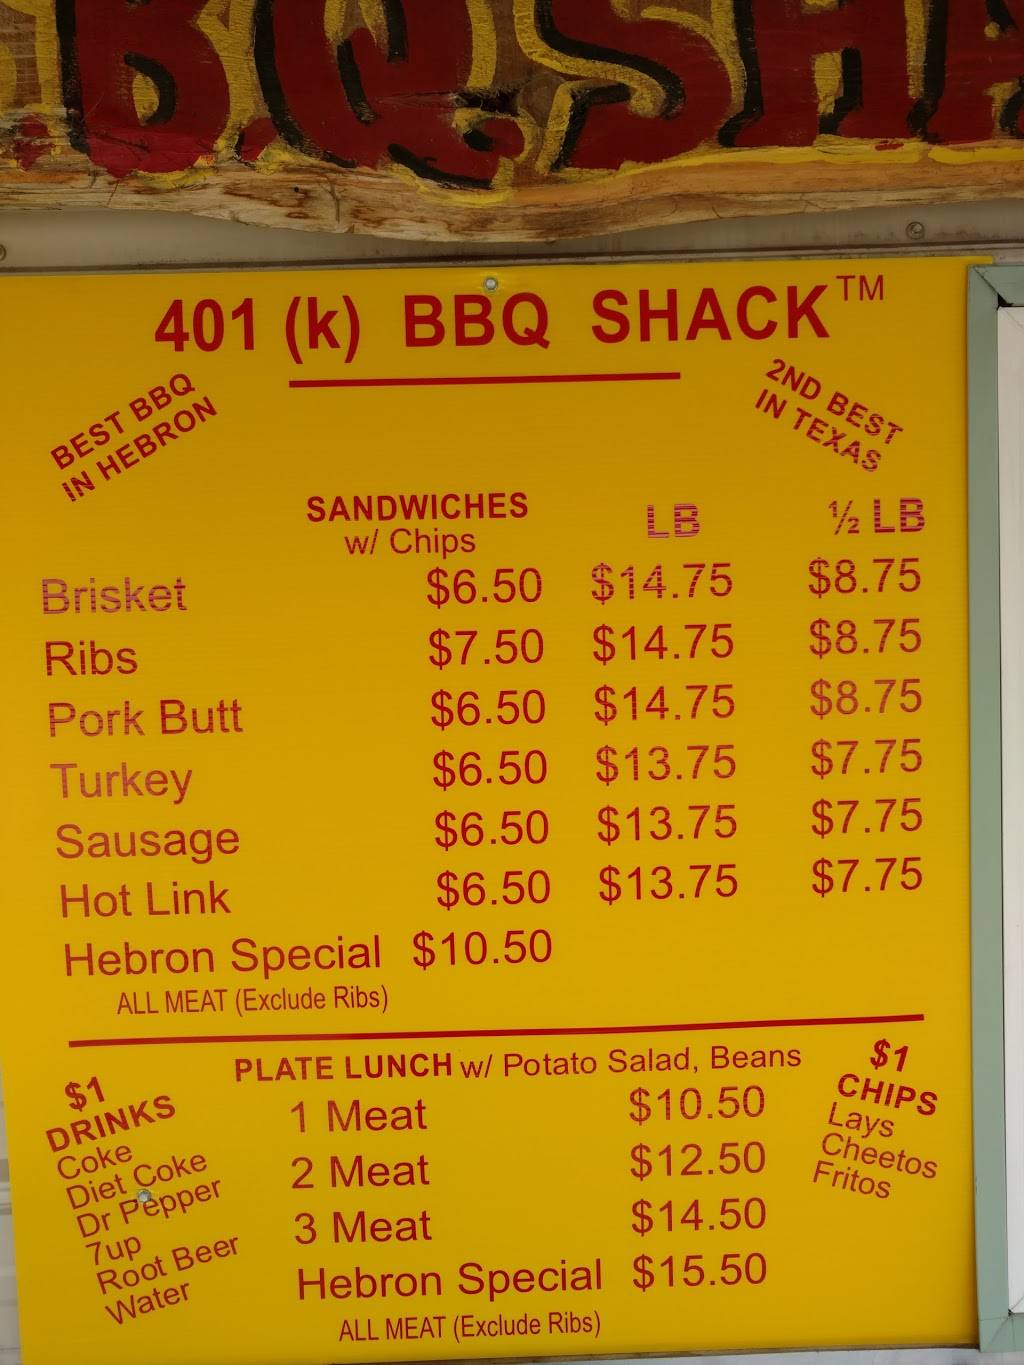 BQ SHA
401 (k) BBQ SHACK™
BEST BBQ
IN HEBRON
2ND BEST
IN TEXAS
SANDWICHES LB ½ LB
w/ Chips
Brisket $6.50 $14.75 $8.75
Ribs $7.50 $14.75 $8.75
Pork Butt $6.50 $14.75 $8.75
Turkey $6.50 $13.75 $7.75
Sausage $6.50 $13.75 $7.75
Hot Link $6.50 $13.75 $7.75
Hebron Special $10.50
ALL MEAT (Exclude Ribs)
PLATE LUNCH w/ Potato Salad, Beans
1 Meat $10.50
2 Meat $12.50
3 Meat $14.50
Hebron Special $15.50
ALL MEAT (Exclude Ribs)
$1
DRINKS
Coke
Diet Coke
Dr Pepper
7up
Root Beer
Water
$1
CHIPS
Lays
Cheetos
Fritos